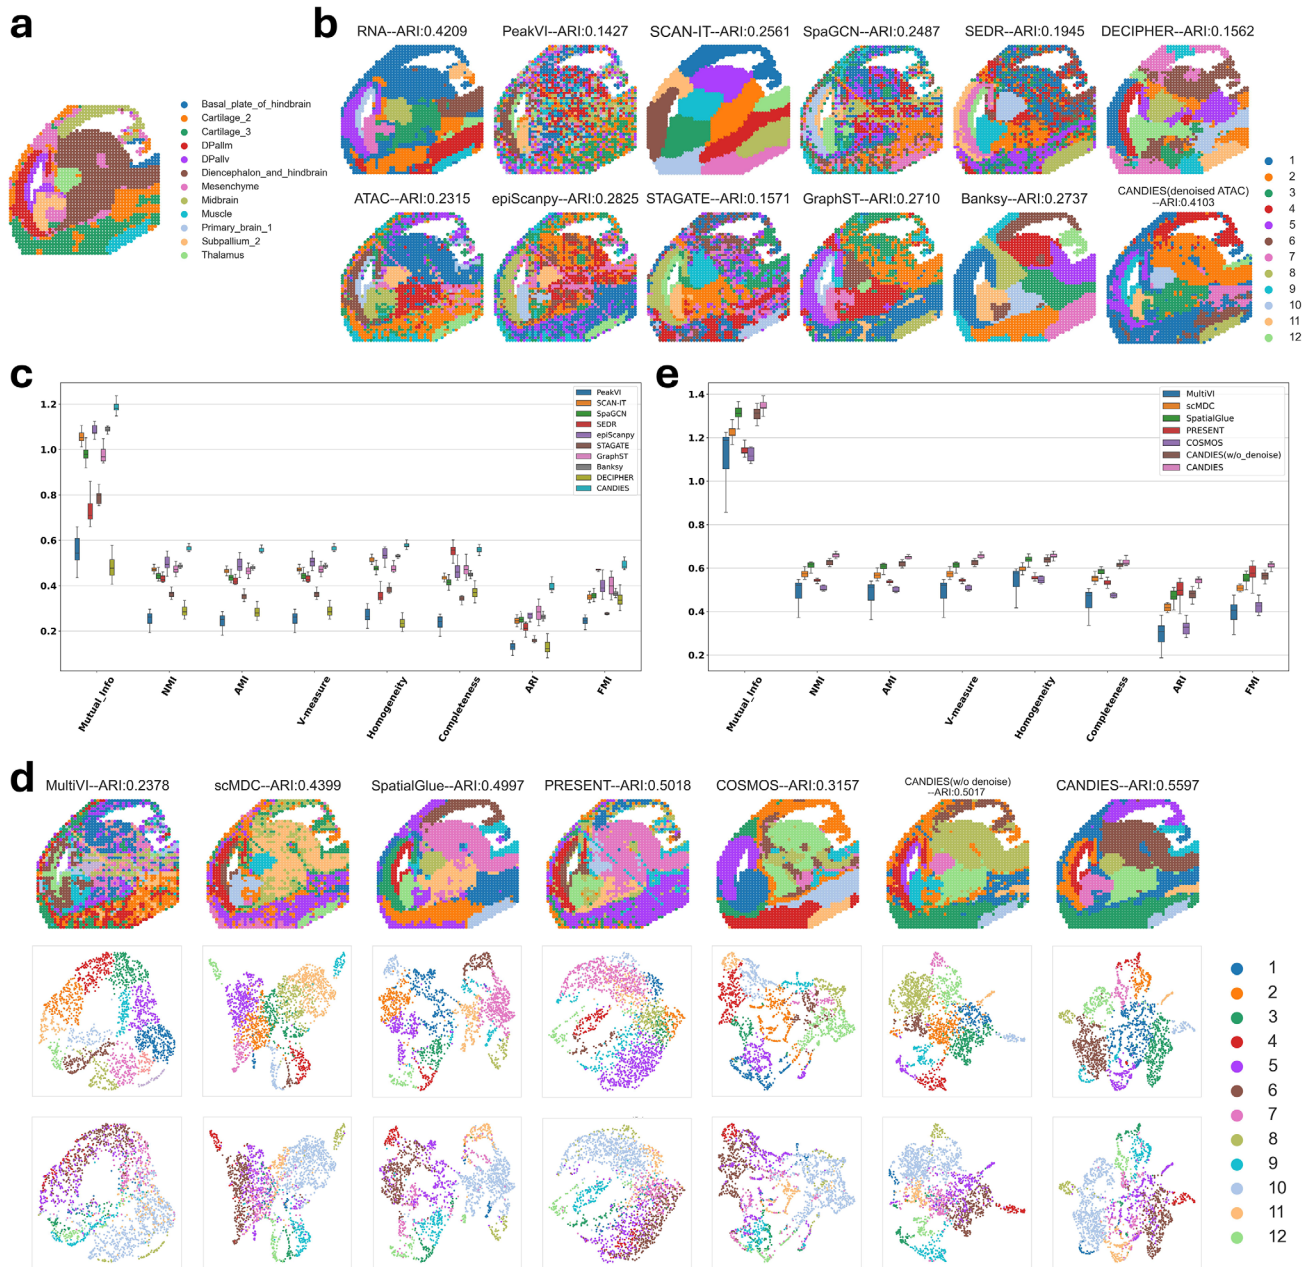 a
Basal_plate_of_hindbrain
Cartilage_2
Cartilage_3
DPallm
DPallv
Diencephalon_and_hindbrain
Mesenchyme
Midbrain
Muscle
Primary_brain_1
Subpallium_2
Thalamus
b
RNA--ARI:0.4209
PeakVI--ARI:0.1427
SCAN-IT--ARI:0.2561
SpaGCN--ARI:0.2487
SEDR--ARI:0.1945
DECIPHER--ARI:0.1562
ATAC--ARI:0.2315
epiScanpy--ARI:0.2825
STAGATE--ARI:0.1571
GraphST--ARI:0.2710
Banksy--ARI:0.2737
CANDIES(denoised ATAC)
--ARI:0.4103
1
2
3
4
5
6
7
8
9
10
11
12
c
1.2
1.0
0.8
0.6
0.4
0.2
PeakVI
SCAN-IT
SpaGCN
SEDR
epiScanpy
STAGATE
GraphST
Banksy
DECIPHER
CANDIES
Mutual_Info
NMI
AMI
V-measure
Homogeneity
Completeness
ARI
FMI
e
1.4
1.2
1.0
0.8
0.6
0.4
0.2
MultiVI
scMDC
SpatialGlue
PRESENT
COSMOS
CANDIES(w/o_denoise)
CANDIES
Mutual_Info
NMI
AMI
V-measure
Homogeneity
Completeness
ARI
FMI
d
MultiVI--ARI:0.2378
scMDC--ARI:0.4399
SpatialGlue--ARI:0.4997
PRESENT--ARI:0.5018
COSMOS--ARI:0.3157
CANDIES(w/o denoise)
--ARI:0.5017
CANDIES--ARI:0.5597
1
2
3
4
5
6
7
8
9
10
11
12